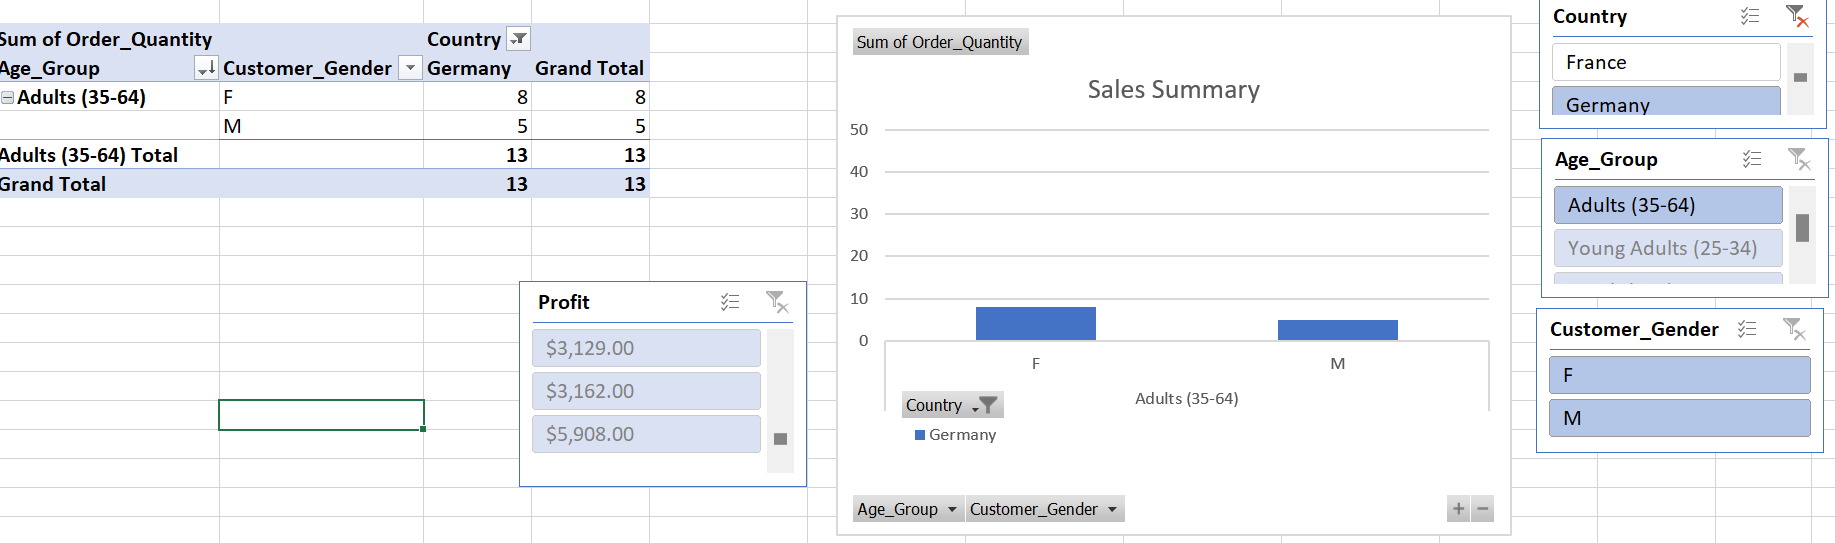 Sum of Order_Quantity Country
Age_Group Customer_Gender Germany Grand Total
Adults (35-64) F 8 8
M 5 5
Adults (35-64) Total 13 13
Grand Total 13 13
Profit
$3,129.00
$3,162.00
$5,908.00
Sum of Order_Quantity
Sales Summary
50
40
30
20
10
0
F M
Adults (35-64)
Country
Germany
Age_Group Customer_Gender
Country
France
Germany
Age_Group
Adults (35-64)
Young Adults (25-34)
Customer_Gender
F
M